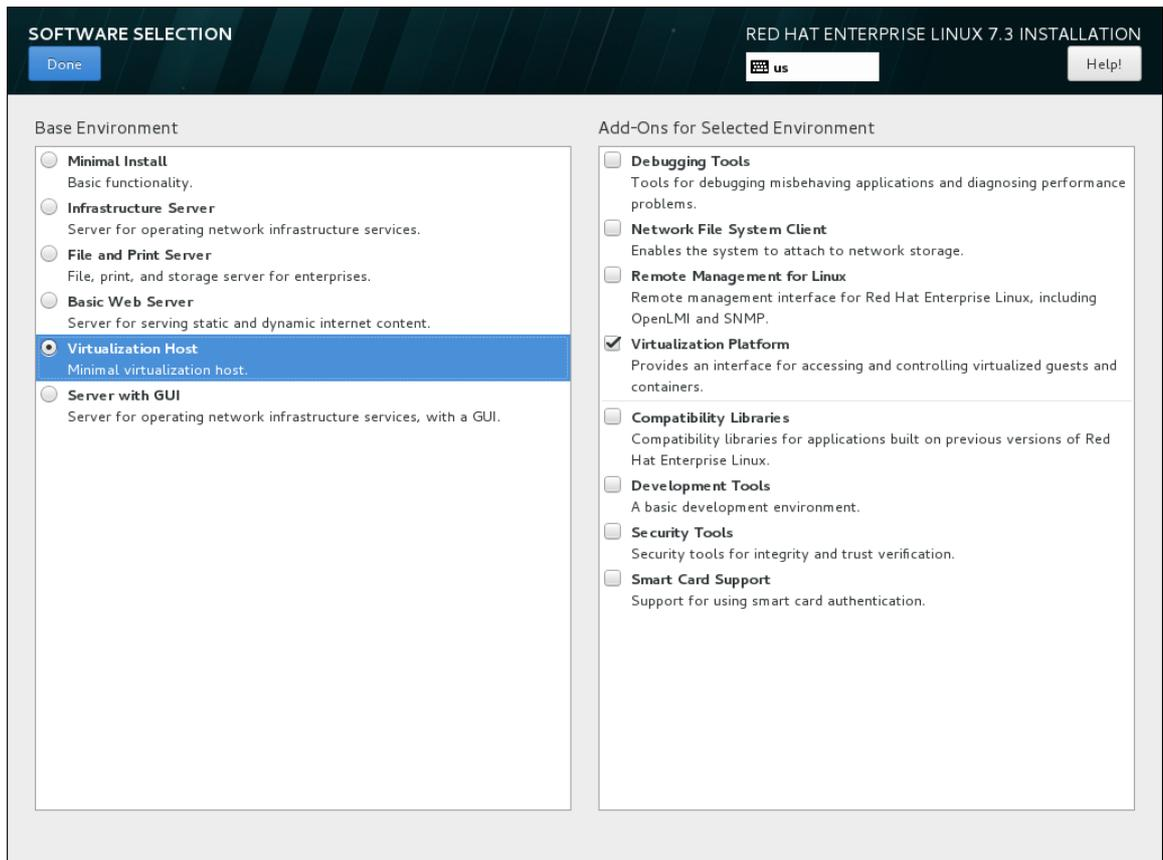 SOFTWARE SELECTION
Done
RED HAT ENTERPRISE LINUX 7.3 INSTALLATION
us
Help!
Base Environment
Minimal Install
Basic functionality.
Infrastructure Server
Server for operating network infrastructure services.
File and Print Server
File, print, and storage server for enterprises.
Basic Web Server
Server for serving static and dynamic internet content.
Virtualization Host
Minimal virtualization host.
Server with GUI
Server for operating network infrastructure services, with a GUI.
Add-Ons for Selected Environment
Debugging Tools
Tools for debugging misbehaving applications and diagnosing performance
problems.
Network File System Client
Enables the system to attach to network storage.
Remote Management for Linux
Remote management interface for Red Hat Enterprise Linux, including
OpenLMI and SNMP.
Virtualization Platform
Provides an interface for accessing and controlling virtualized guests and
containers.
Compatibility Libraries
Compatibility libraries for applications built on previous versions of Red
Hat Enterprise Linux.
Development Tools
A basic development environment.
Security Tools
Security tools for integrity and trust verification.
Smart Card Support
Support for using smart card authentication.